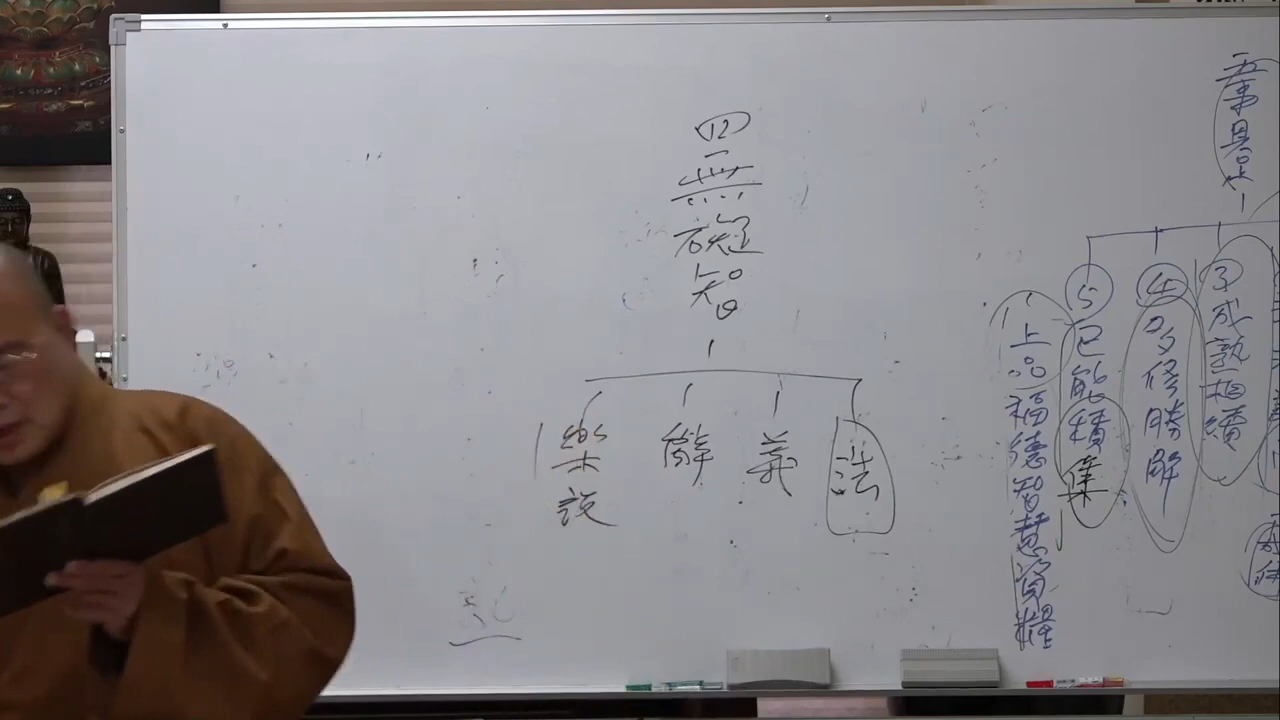 五事具足
③成熟相續
④多修勝解
⑤已能積集
上品福德智慧資糧
四無礙智
法
義
辭
樂說